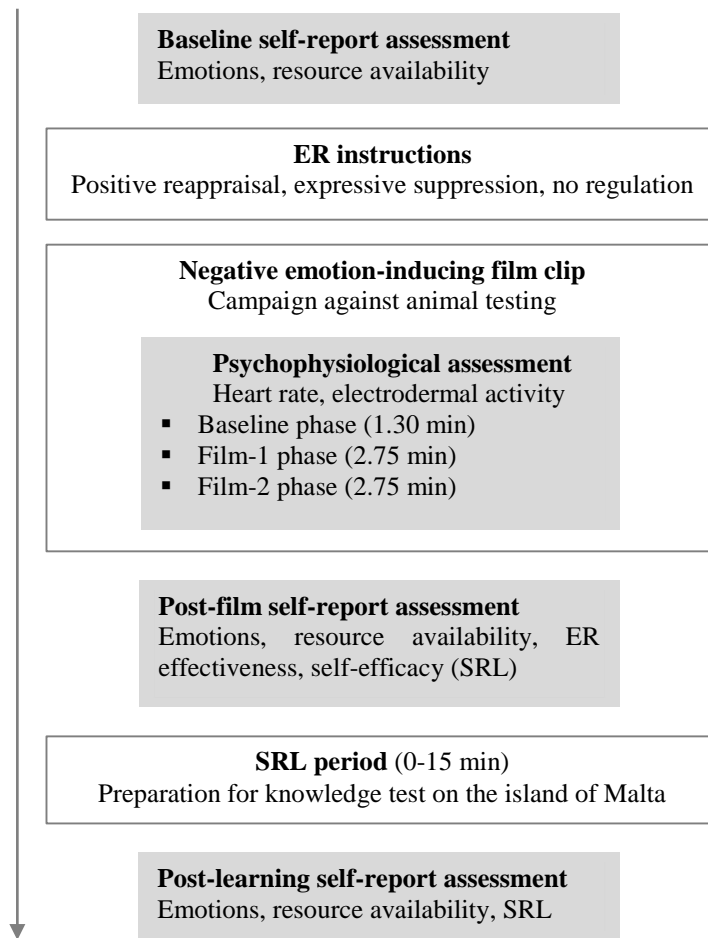 Baseline self-report assessment
Emotions, resource availability
ER instructions
Positive reappraisal, expressive suppression, no regulation
Negative emotion-inducing film clip
Campaign against animal testing
Psychophysiological assessment
Heart rate, electrodermal activity
▪ Baseline phase (1.30 min)
▪ Film-1 phase (2.75 min)
▪ Film-2 phase (2.75 min)
Post-film self-report assessment
Emotions, resource availability, ER
effectiveness, self-efficacy (SRL)
SRL period (0-15 min)
Preparation for knowledge test on the island of Malta
Post-learning self-report assessment
Emotions, resource availability, SRL